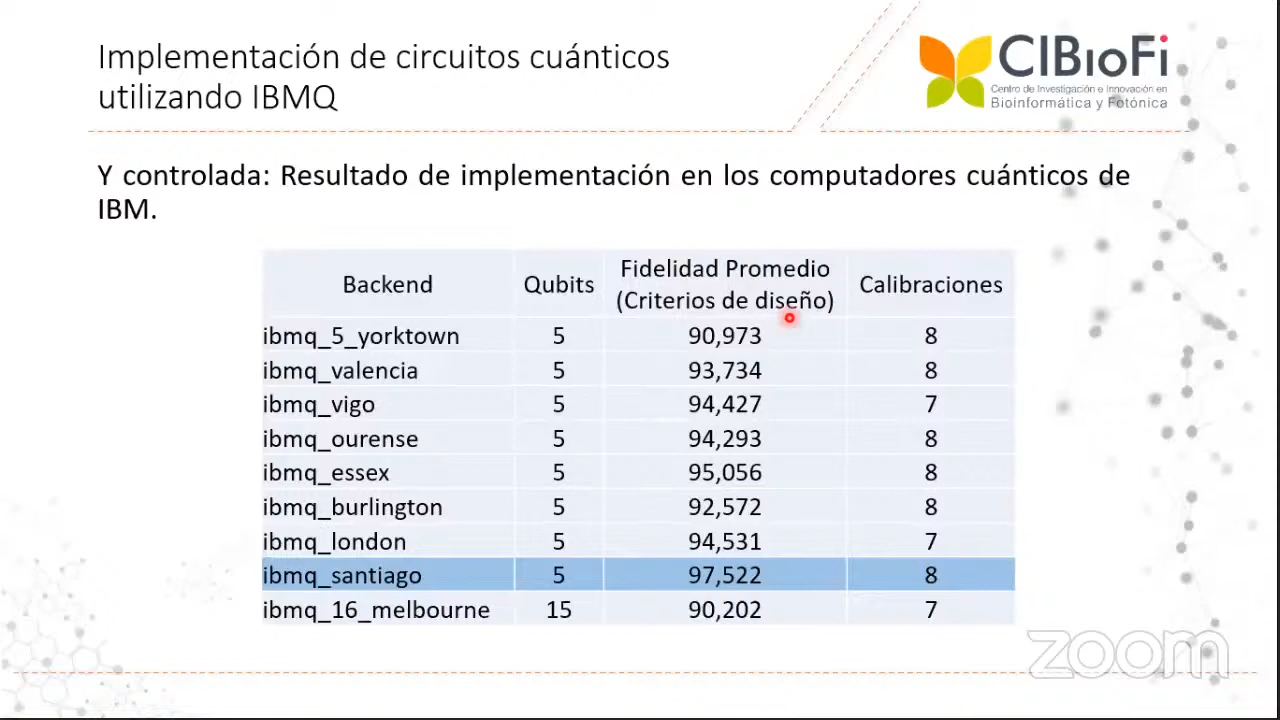 Implementación de circuitos cuánticos
utilizando IBMQ
CIBioFi
Centro de Investigación e Innovación en
Bioinformática y Fotónica
Y controlada: Resultado de implementación en los computadores cuánticos de
IBM.
Backend Qubits Fidelidad Promedio (Criterios de diseño) Calibraciones
ibmq_5_yorktown 5 90,973 8
ibmq_valencia 5 93,734 8
ibmq_vigo 5 94,427 7
ibmq_ourense 5 94,293 8
ibmq_essex 5 95,056 8
ibmq_burlington 5 92,572 8
ibmq_london 5 94,531 7
ibmq_santiago 5 97,522 8
ibmq_16_melbourne 15 90,202 7
zoom